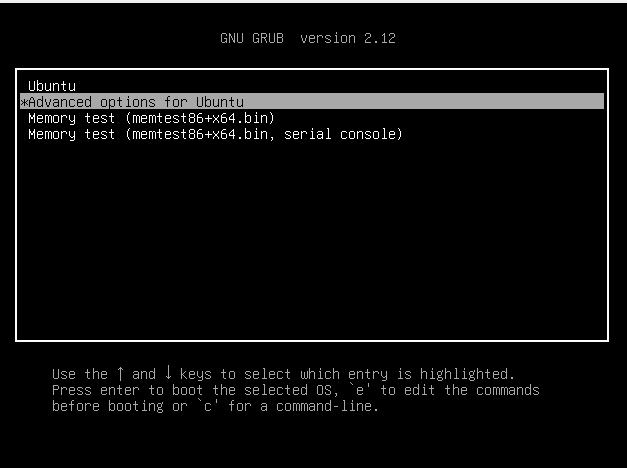 GNU GRUB  version 2.12
Ubuntu
*Advanced options for Ubuntu
Memory test (memtest86+x64.bin)
Memory test (memtest86+x64.bin, serial console)
Use the ↑ and ↓ keys to select which entry is highlighted.
Press enter to boot the selected OS, `e' to edit the commands
before booting or `c' for a command-line.